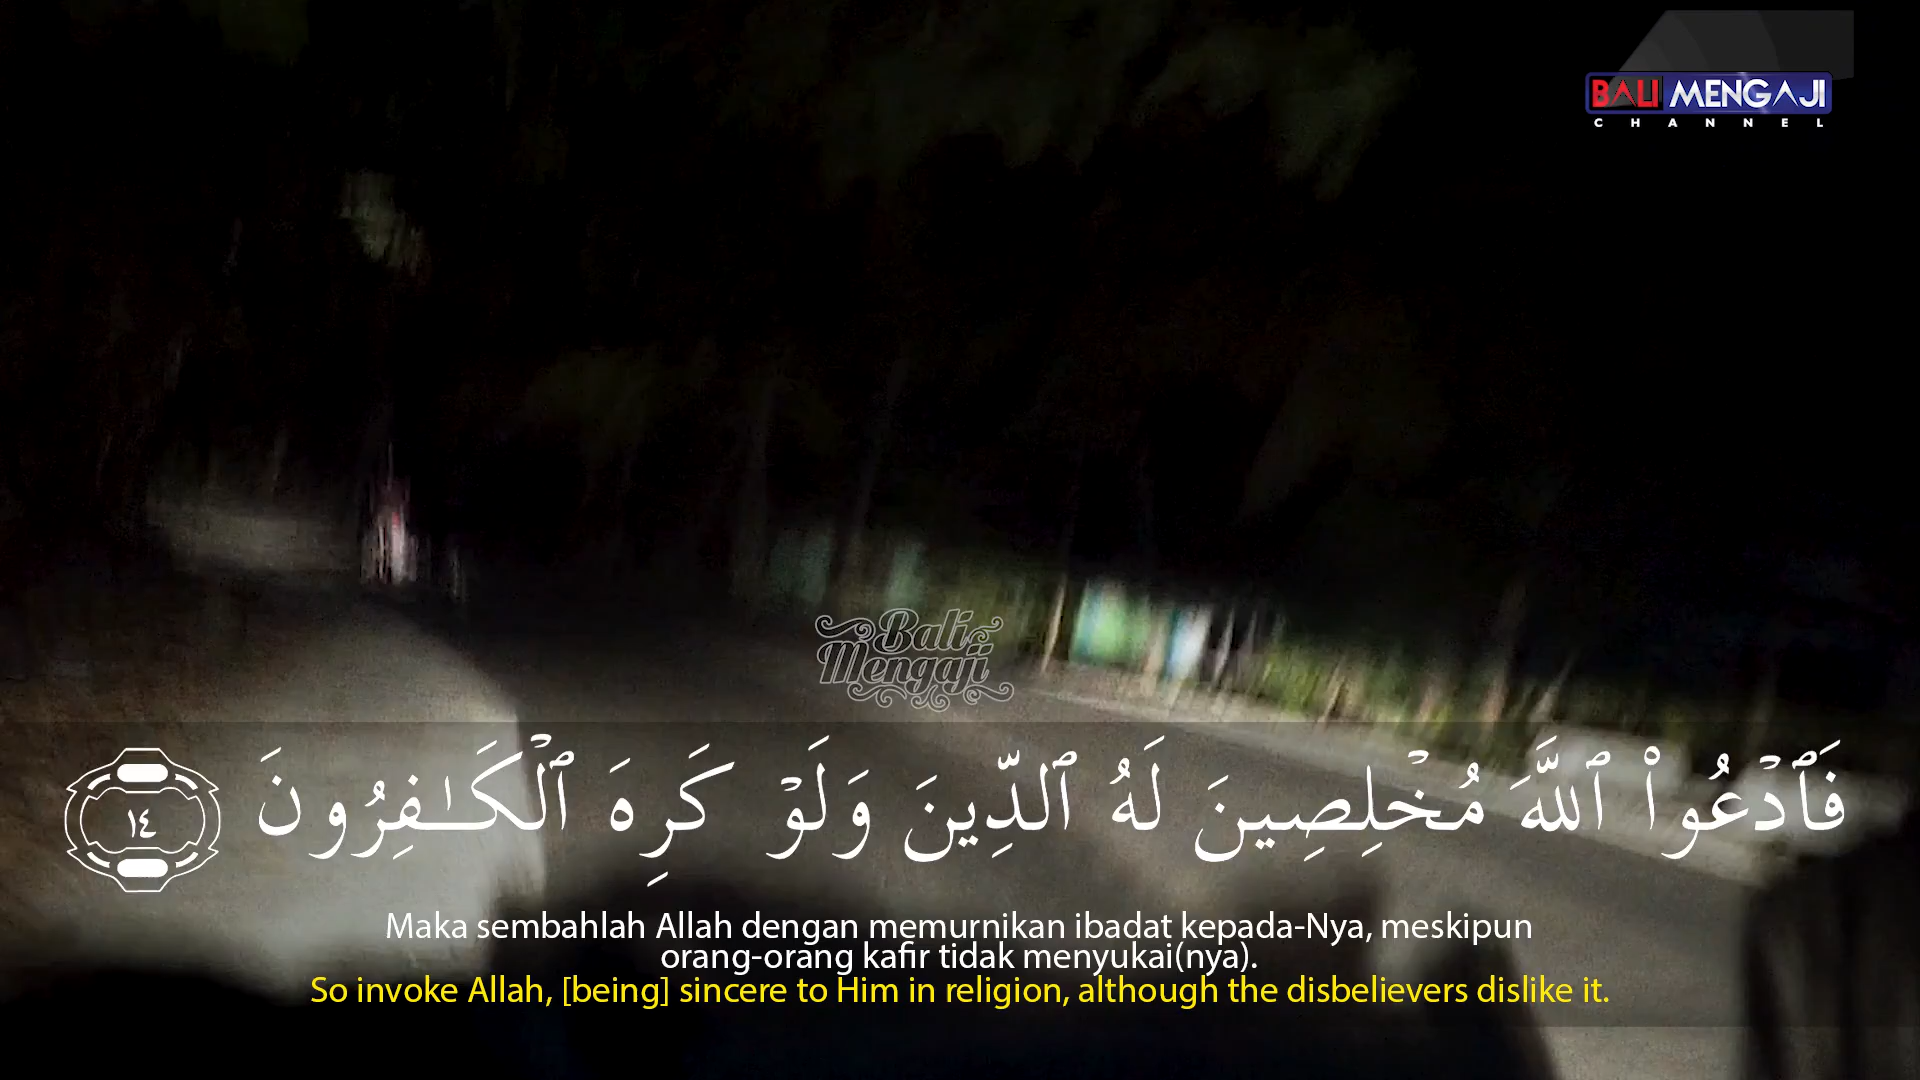 BALI MENGAJI
CHANNEL
Bali
Mengaji
فَٱدْعُوا۟ ٱللَّهَ مُخْلِصِينَ لَهُ ٱلدِّينَ وَلَوْ كَرِهَ ٱلْكَـٰفِرُونَ ١٤
Maka sembahlah Allah dengan memurnikan ibadat kepada-Nya, meskipun
orang-orang kafir tidak menyukai(nya).
So invoke Allah, [being] sincere to Him in religion, although the disbelievers dislike it.